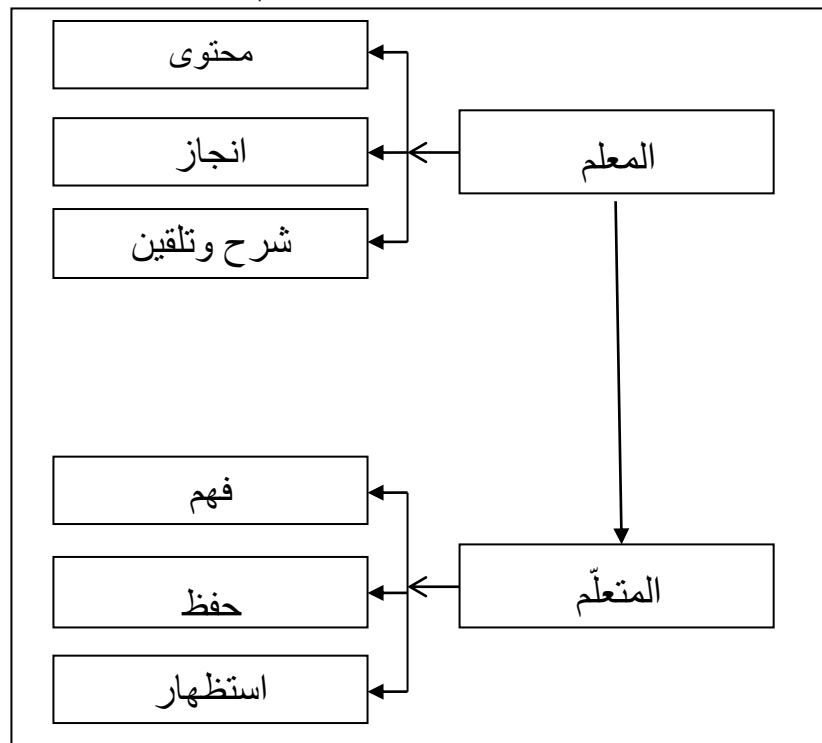 محتوى
المعلم
انجاز
شرح وتلقين
فهم
المتعلّم
حفظ
استظهار